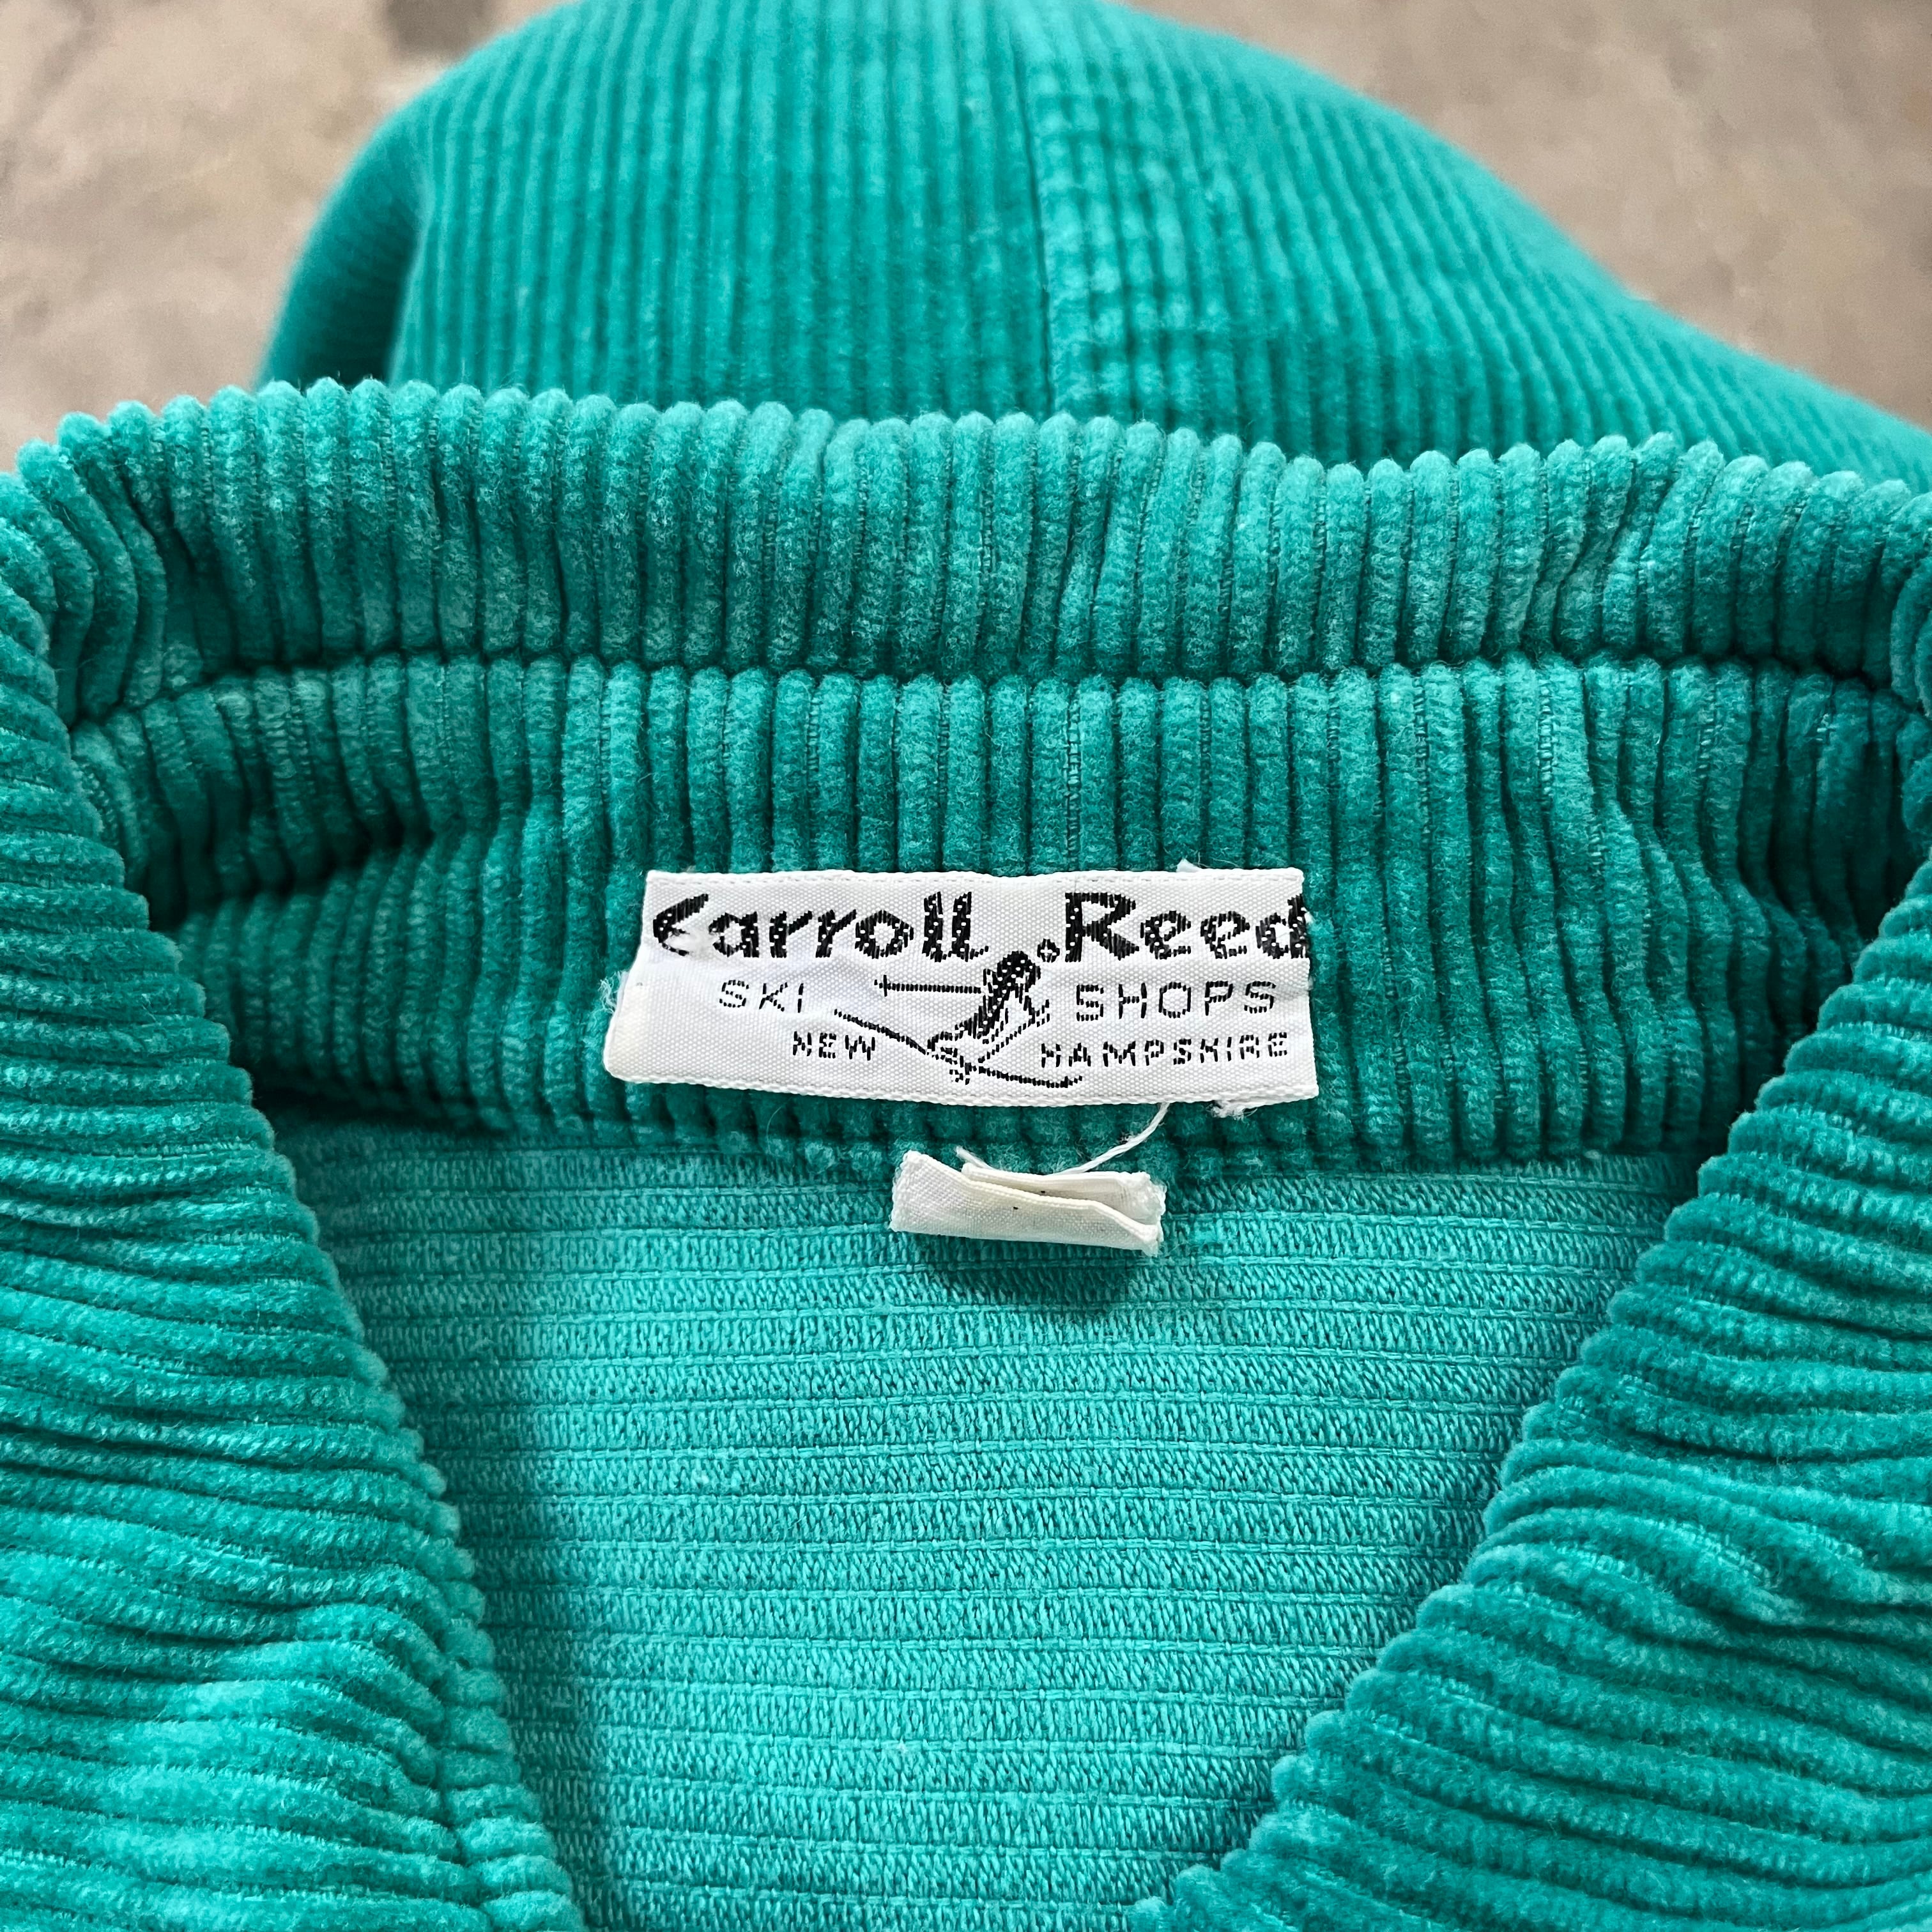 Carroll Reed
SKI SHOPS
NEW HAMPSHIRE